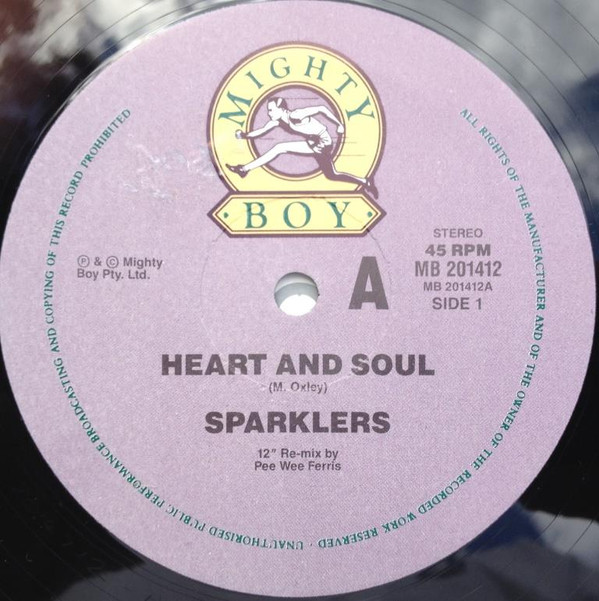 MIGHTY
BOY
℗ & © Mighty
Boy Pty. Ltd.
STEREO
45 RPM
MB 201412
MB 201412A
SIDE 1
A
HEART AND SOUL
(M. Oxley)
SPARKLERS
12" Re-mix by
Pee Wee Ferris
ALL RIGHTS OF THE MANUFACTURER AND OF THE OWNER OF THE RECORDED WORK RESERVED · UNAUTHORISED PUBLIC PERFORMANCE BROADCASTING AND COPYING OF THIS RECORD PROHIBITED